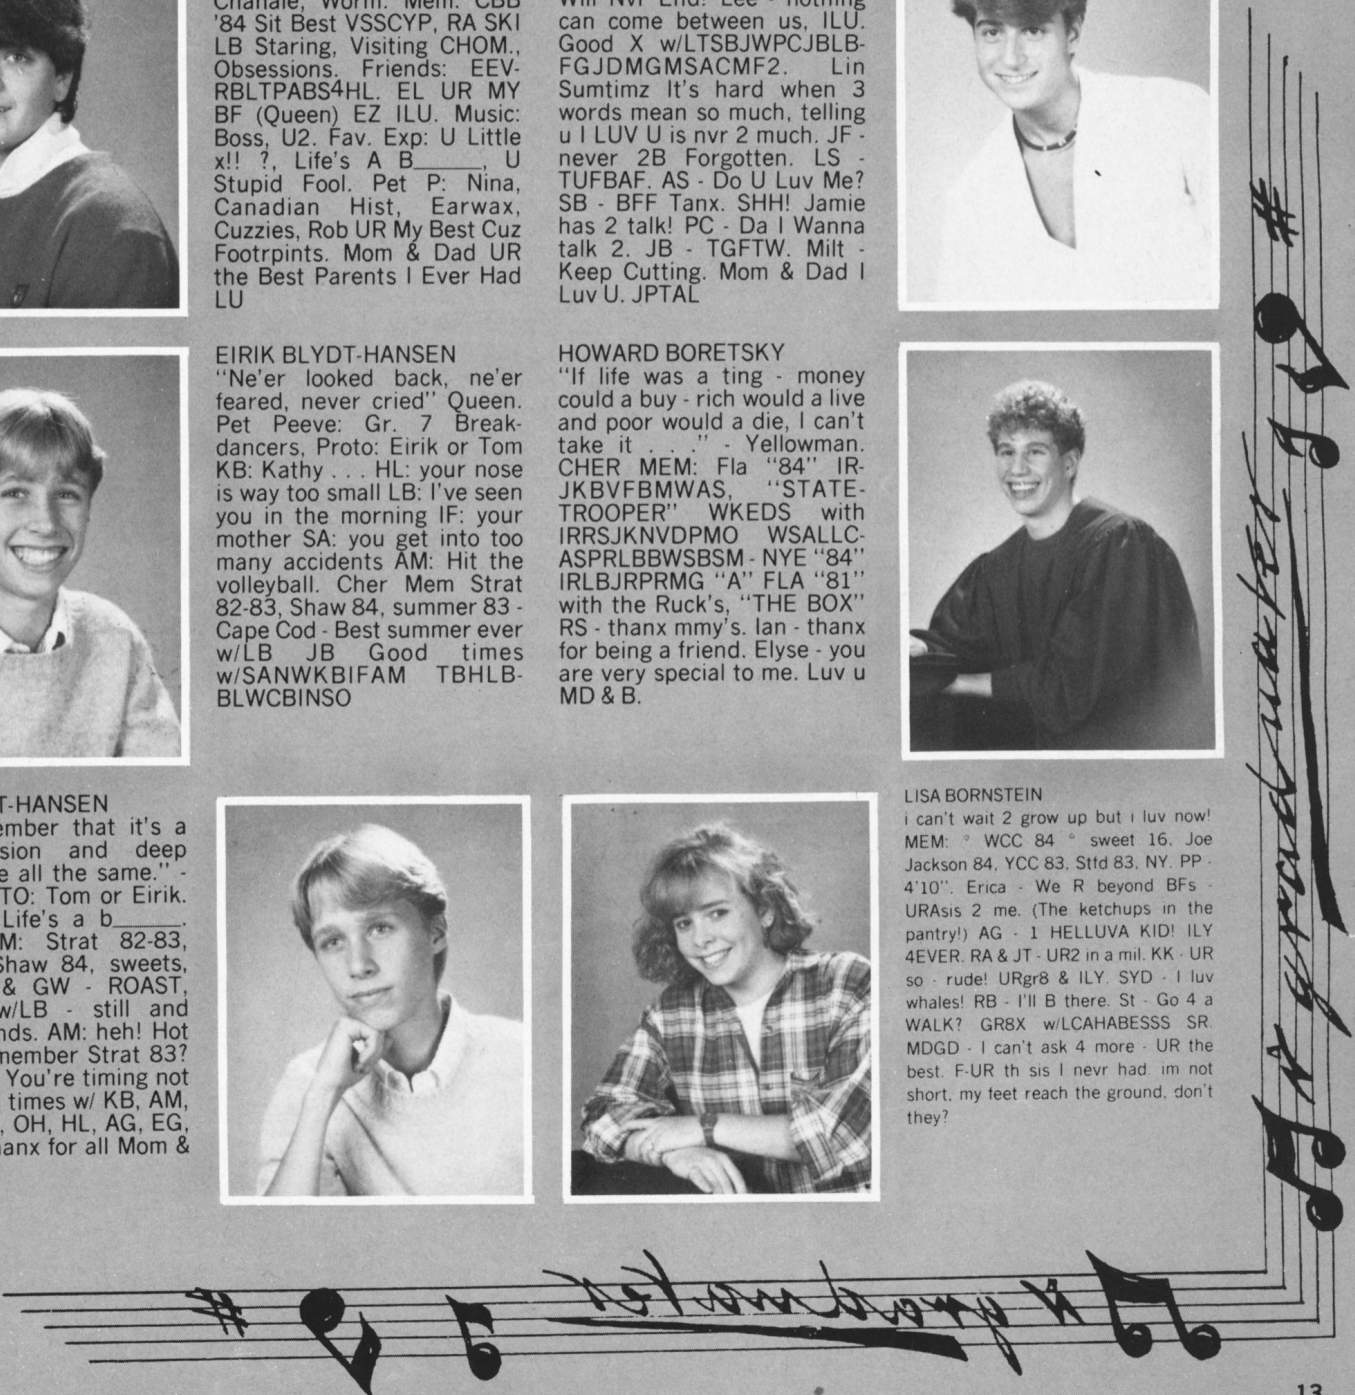 Chariale, Worm. Mem. CBB
'84 Sit Best VSSCYP, RA SKI
LB Staring, Visiting CHOM.,
Obsessions. Friends: EEV-
RBLTPABS4HL. EL UR MY
BF (Queen) EZ ILU. Music:
Boss, U2. Fav. Exp: U Little
x!! ?, Life's A B_____, U
Stupid Fool. Pet P: Nina,
Canadian Hist, Earwax,
Cuzzies, Rob UR My Best Cuz
Footrpints. Mom & Dad UR
the Best Parents I Ever Had
LU
Will Nvr End! Lee - nothing
can come between us, ILU.
Good X w/LTSBJWPCJBLB-
FGJDMGMSACMF2. Lin
Sumtimz It's hard when 3
words mean so much, telling
u I LUV U is nvr 2 much. JF -
never 2B Forgotten. LS -
TUFBAF. AS - Do U Luv Me?
SB - BFF Tanx. SHH! Jamie
has 2 talk! PC - Da I Wanna
talk 2. JB - TGFTW. Milt -
Keep Cutting. Mom & Dad I
Luv U. JPTAL
EIRIK BLYDT-HANSEN
"Ne'er looked back, ne'er
feared, never cried" Queen.
Pet Peeve: Gr. 7 Break-
dancers, Proto: Eirik or Tom
KB: Kathy . . . HL: your nose
is way too small LB: I've seen
you in the morning IF: your
mother SA: you get into too
many accidents AM: Hit the
volleyball. Cher Mem Strat
82-83, Shaw 84, summer 83 -
Cape Cod - Best summer ever
w/LB JB Good times
w/SANWKBIFAM TBHLB-
BLWCBINSO
HOWARD BORETSKY
"If life was a ting - money
could a buy - rich would a live
and poor would a die, I can't
take it . . ." - Yellowman.
CHER MEM: Fla "84" IR-
JKBVFBMWAS, "STATE-
TROOPER" WKEDS with
IRRSJKNVDPMO WSALLC-
ASPRLBBWSBSM - NYE "84"
IRLBJRPRMG "A" FLA "81"
with the Ruck's, "THE BOX"
RS - thanx mmy's. Ian - thanx
for being a friend. Elyse - you
are very special to me. Luv u
MD & B.
T-HANSEN
ember that it's a
sion and deep
e all the same." -
TO: Tom or Eirik.
Life's a b_____.
M: Strat 82-83,
Shaw 84, sweets,
& GW - ROAST,
w/LB - still and
nds. AM: heh! Hot
member Strat 83?
You're timing not
times w/ KB, AM,
, OH, HL, AG, EG,
anx for all Mom &
LISA BORNSTEIN
i can't wait 2 grow up but i luv now!
MEM: ° WCC 84 ° sweet 16, Joe
Jackson 84, YCC 83, Stfd 83, NY. PP -
4'10". Erica - We R beyond BFs -
URAsis 2 me. (The ketchups in the
pantry!) AG - 1 HELLUVA KID! ILY
4EVER. RA & JT - UR2 in a mil. KK - UR
so - rude! URgr8 & ILY. SYD - I luv
whales! RB - I'll B there. St - Go 4 a
WALK? GR8X w/LCAHABESSS SR
MDGD - I can't ask 4 more - UR the
best. F-UR th sis I nevr had. im not
short, my feet reach the ground, don't
they?
13